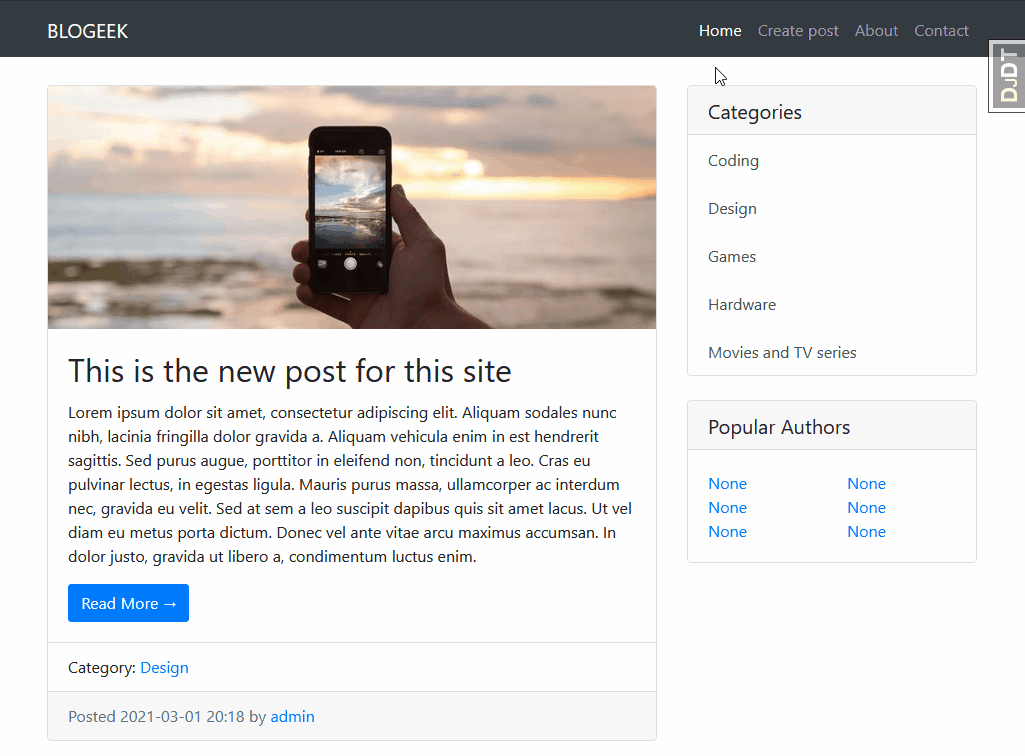 BLOGEEK
Home Create post About Contact
DJDT
Categories
Coding
Design
Games
Hardware
Movies and TV series
This is the new post for this site
Lorem ipsum dolor sit amet, consectetur adipiscing elit. Aliquam sodales nunc
nibh, lacinia fringilla dolor gravida a. Aliquam vehicula enim in est hendrerit
sagittis. Sed purus augue, porttitor in eleifend non, tincidunt a leo. Cras eu
pulvinar lectus, in egestas ligula. Mauris purus massa, ullamcorper ac interdum
nec, gravida eu velit. Sed at sem a leo suscipit dapibus quis sit amet lacus. Ut vel
diam eu metus porta dictum. Donec vel ante vitae arcu maximus accumsan. In
dolor justo, gravida ut libero a, condimentum luctus enim.
Read More →
Category: Design
Posted 2021-03-01 20:18 by admin
Popular Authors
None None
None None
None None